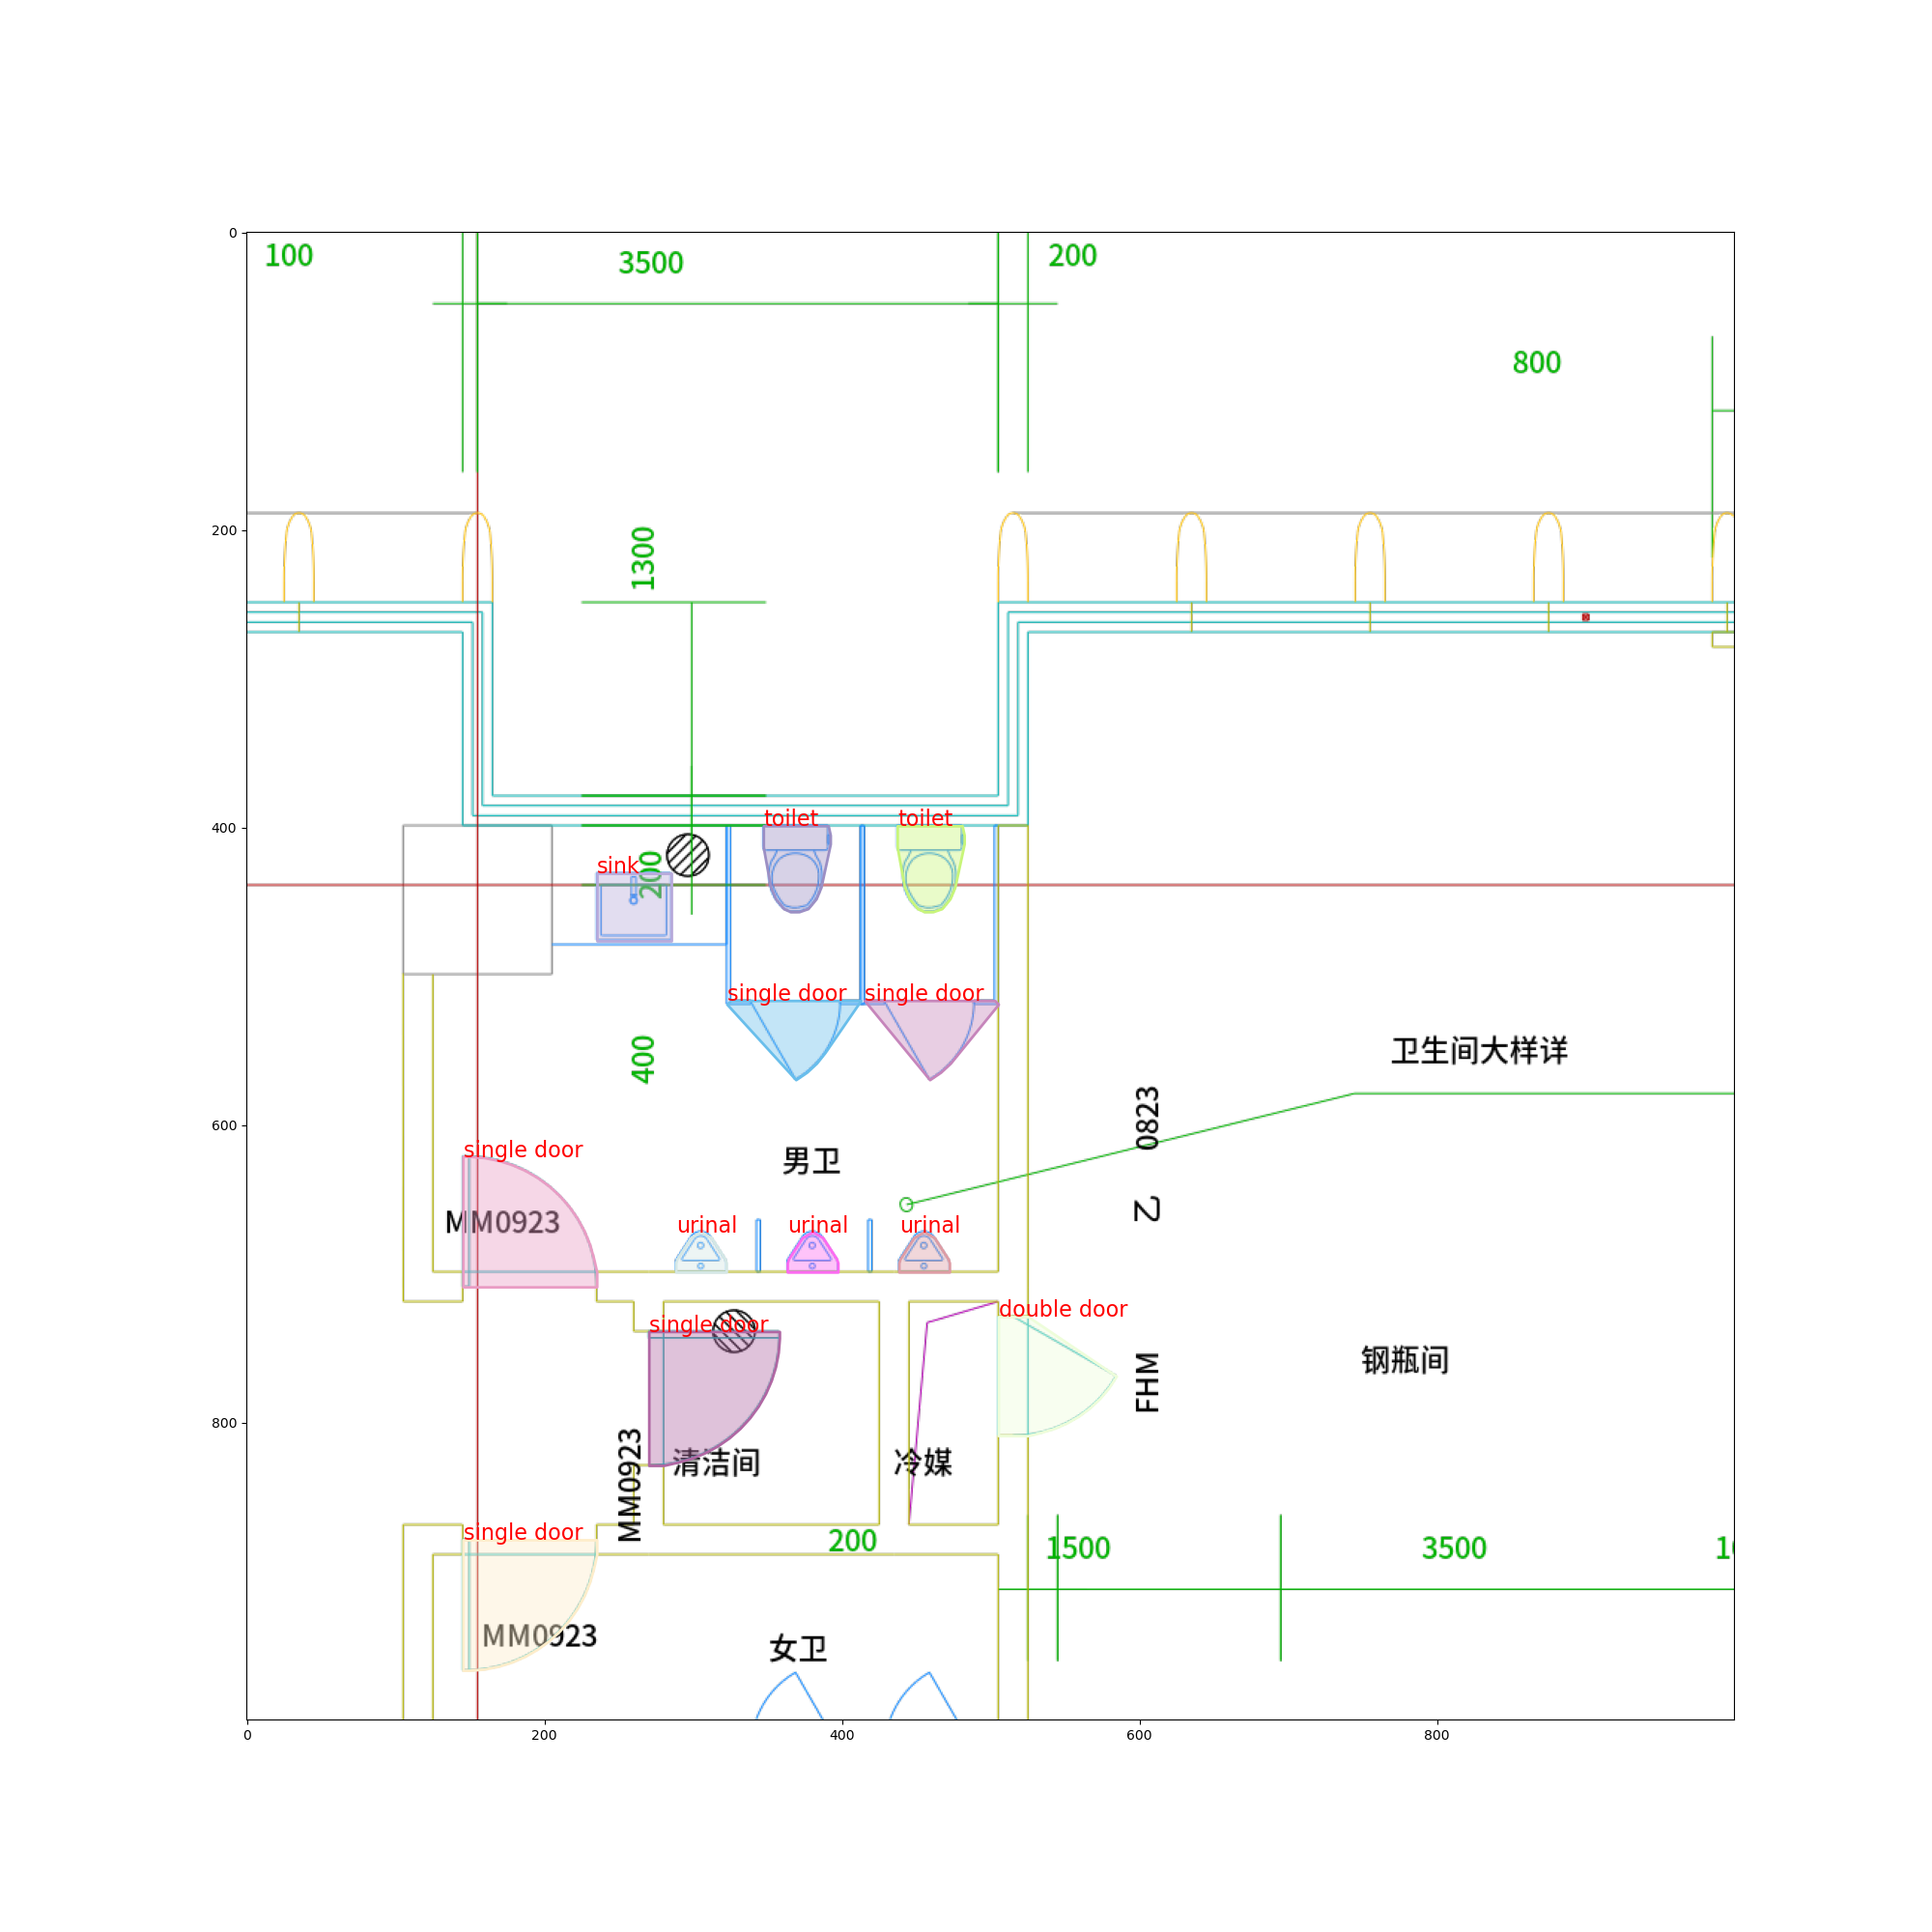 0
100
3500
200
800
200
1300
toilet
toilet
400
sink
200
single door
single door
400
卫生间大样详
600
0823
男卫
single door
2
MM0923
urinal
urinal
urinal
double door
single door
FHM
钢瓶间
800
清洁间
冷媒
MM0923
single door
200
1500
3500
MM0923
女卫
0
200
400
600
800